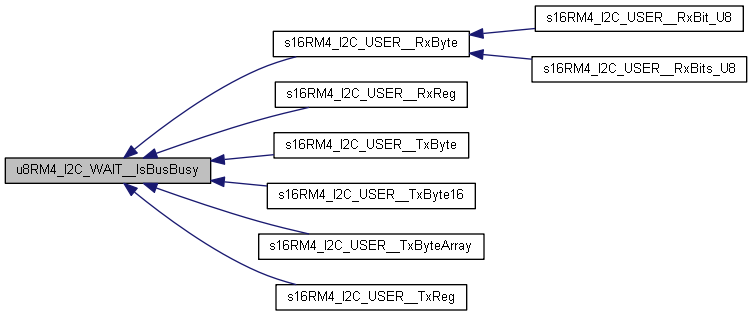 s16RM4_I2C_USER__RxBit_U8
s16RM4_I2C_USER__RxByte
s16RM4_I2C_USER__RxBits_U8
s16RM4_I2C_USER__RxReg
s16RM4_I2C_USER__TxByte
u8RM4_I2C_WAIT__IsBusBusy
s16RM4_I2C_USER__TxByte16
s16RM4_I2C_USER__TxByteArray
s16RM4_I2C_USER__TxReg